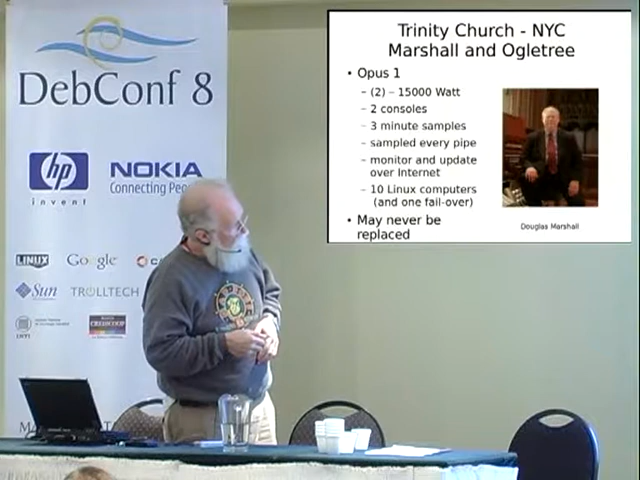 DebConf 8
hp
NOKIA
i n v e n t
Connecting Peo
LINUX
Google
Sun
TROLLTECH
Trinity Church - NYC
Marshall and Ogletree
• Opus 1
– (2) – 15000 Watt
– 2 consoles
– 3 minute samples
– sampled every pipe
– monitor and update
over Internet
– 10 Linux computers
(and one fail-over)
• May never be
replaced
Douglas Marshall